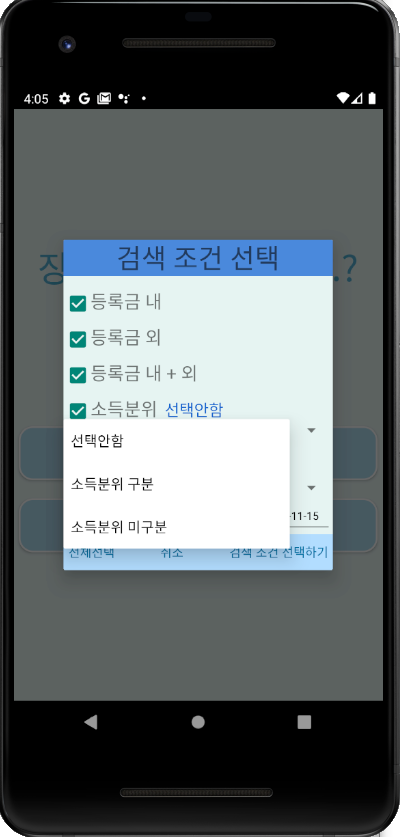 4:05
장 ..?
검색 조건 선택
등록금 내
등록금 외
등록금 내 + 외
소득분위 선택안함
선택안함
소득분위 구분
소득분위 미구분
-11-15
전체선택 취소 검색 조건 선택하기